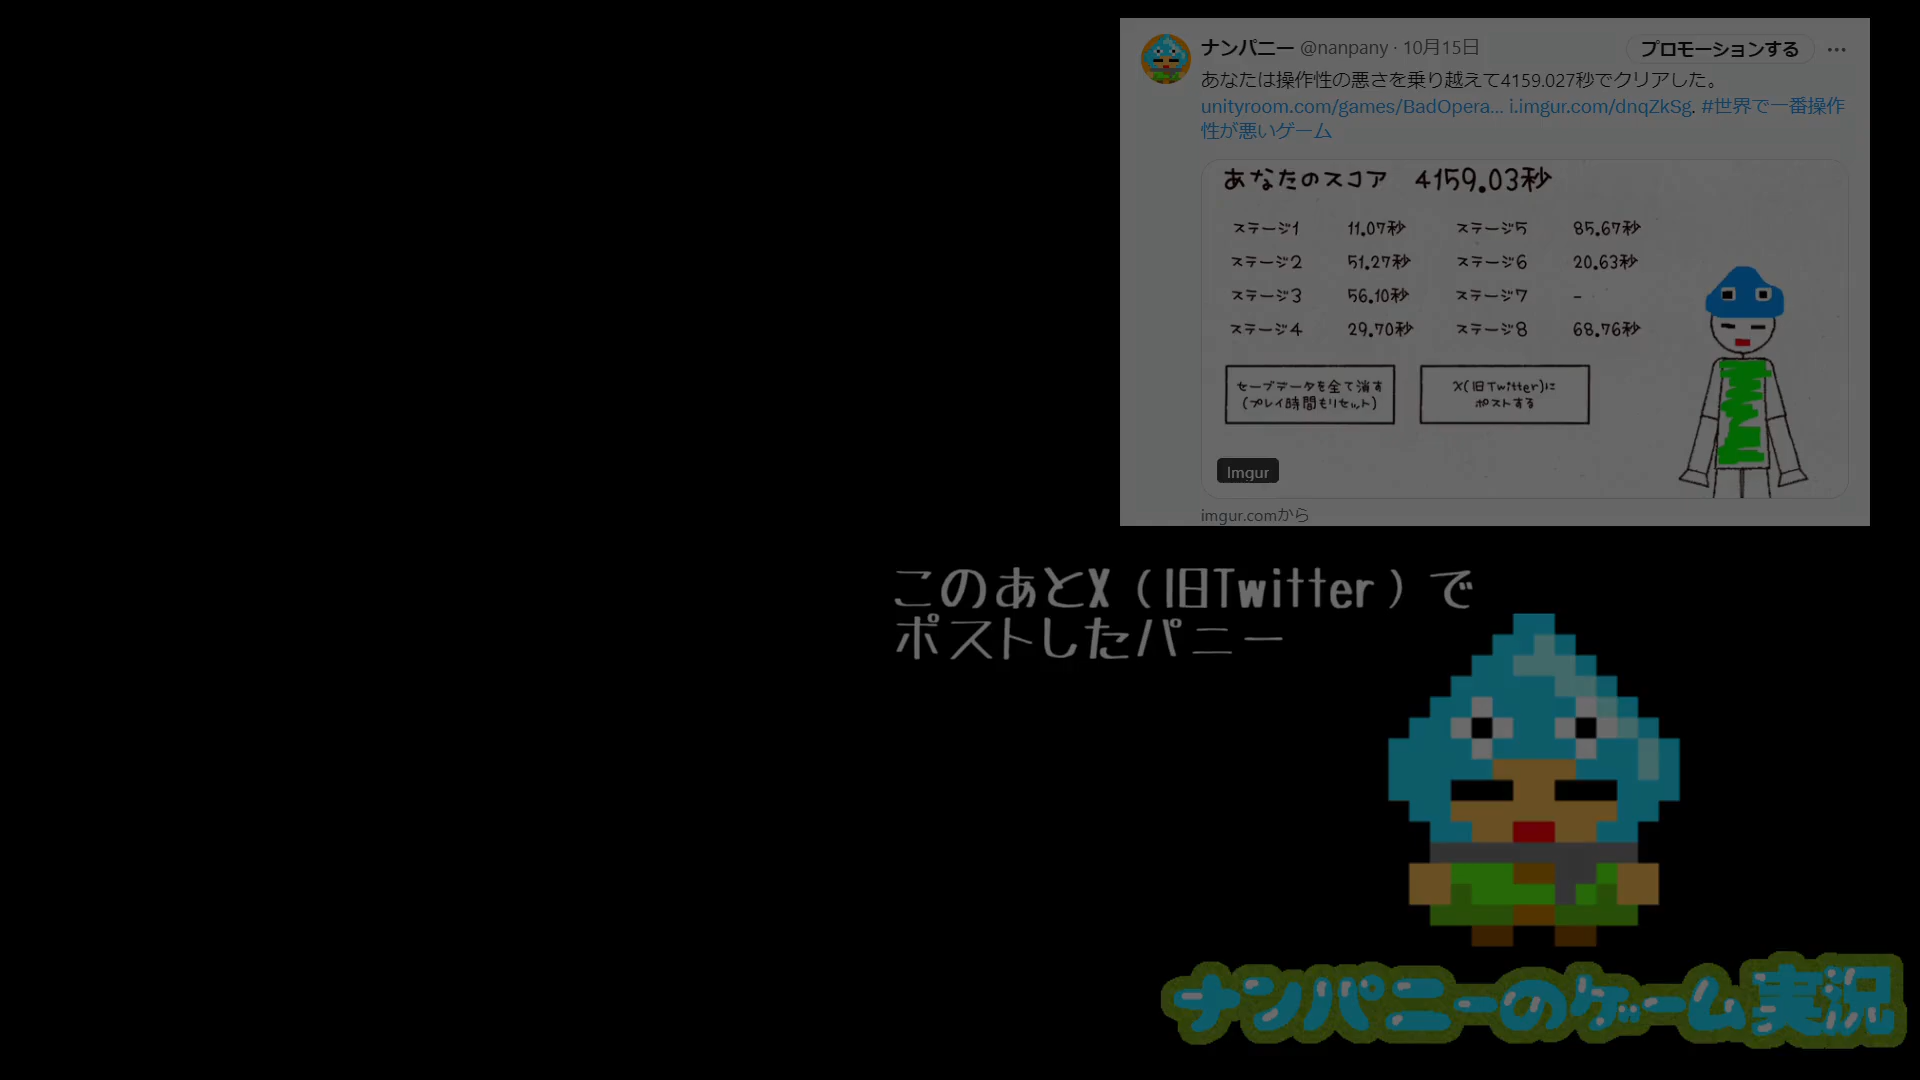 ナンパニー @nanpany · 10月15日 プロモーションする
あなたは操作性の悪さを乗り越えて4159.027秒でクリアした。
unityroom.com/games/BadOpera... i.imgur.com/dnqZkSg. #世界で一番操作
性が悪いゲーム
あなたのスコア 4159.03秒
ステージ1 11.07秒 ステージ5 85.67秒
ステージ2 51.27秒 ステージ6 20.63秒
ステージ3 56.10秒 ステージ7 -
ステージ4 29.70秒 ステージ8 68.76秒
セーブデータを全て消す
(プレイ時間もリセット)
X(旧Twitter)に
ポストする
Imgur
imgur.comから
このあとX（旧Twitter）で
ポストしたパニー
ナンパニーのゲーム実況